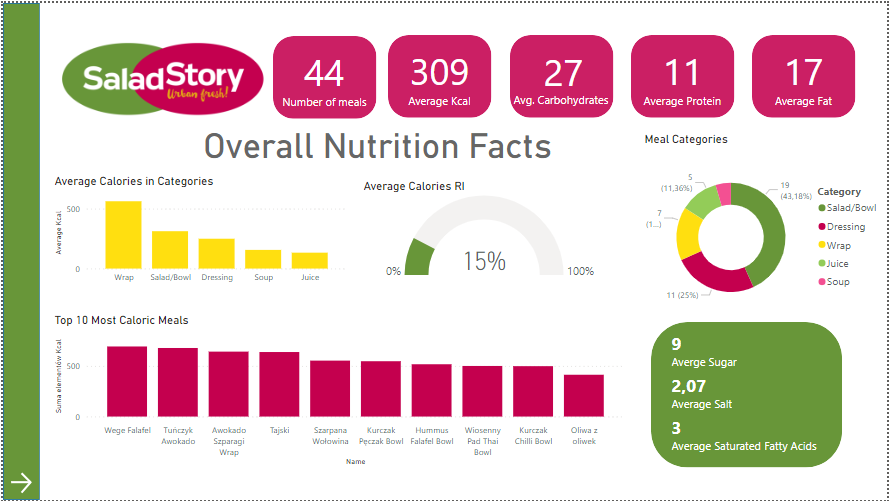 SaladStory
Urban fresh!
44
Number of meals
309
Average Kcal
27
Avg. Carbohydrates
11
Average Protein
17
Average Fat
Overall Nutrition Facts
Average Calories in Categories
Average Kcal
500
0
Wrap
Salad/Bowl
Dressing
Soup
Juice
Average Calories RI
0%
15%
100%
Meal Categories
5
(11,36%)
19
(43,18%)
7
(1...)
11 (25%)
Category
Salad/Bowl
Dressing
Wrap
Juice
Soup
Top 10 Most Caloric Meals
Suma elementów Kcal
500
0
Wege Falafel
Tuńczyk
Awokado
Awokado
Szparagi
Wrap
Tajski
Szarpana
Wołowina
Kurczak
Pęczak Bowl
Hummus
Falafel Bowl
Wiosenny
Pad Thai
Bowl
Kurczak
Chilli Bowl
Oliwa z
oliwek
Name
9
Averge Sugar
2,07
Average Salt
3
Average Saturated Fatty Acids